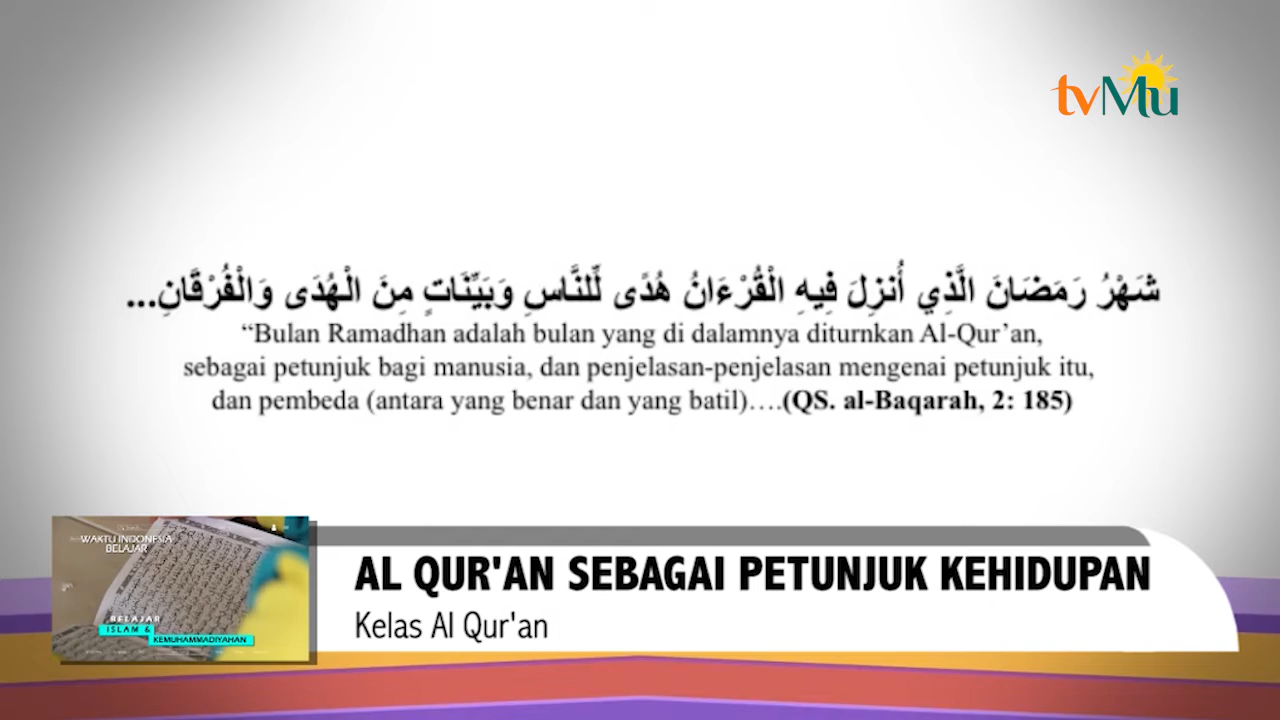 tvMu
شَهْرُ رَمَضَانَ الَّذِي أُنزِلَ فِيهِ الْقُرْءَانُ هُدًى لِّلنَّاسِ وَبَيِّنَاتٍ مِنَ الْهُدَى وَالْفُرْقَانِ...
“Bulan Ramadhan adalah bulan yang di dalamnya diturnkan Al-Qur’an,
sebagai petunjuk bagi manusia, dan penjelasan-penjelasan mengenai petunjuk itu,
dan pembeda (antara yang benar dan yang batil)….(QS. al-Baqarah, 2: 185)
WAKTU INDONESIA
BELAJAR
BELAJAR
ISLAM &
KEMUHAMMADIYAHAN
AL QUR'AN SEBAGAI PETUNJUK KEHIDUPAN
Kelas Al Qur'an